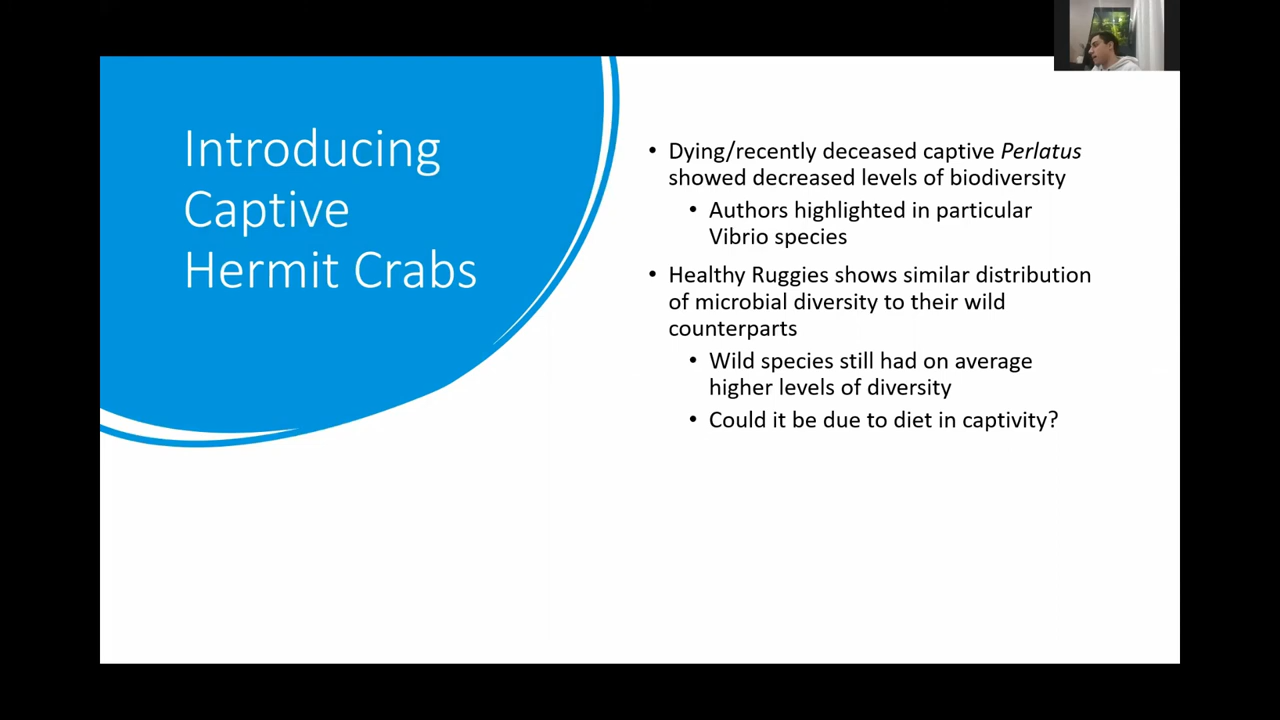 Introducing
Captive
Hermit Crabs
• Dying/recently deceased captive Perlatus
showed decreased levels of biodiversity
• Authors highlighted in particular
Vibrio species
• Healthy Ruggies shows similar distribution
of microbial diversity to their wild
counterparts
• Wild species still had on average
higher levels of diversity
• Could it be due to diet in captivity?